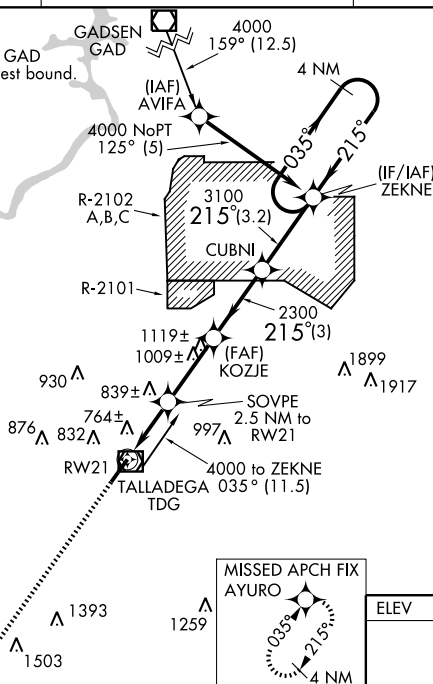 GADSEN
GAD
4000
159° (12.5)
GAD
est bound.
(IAF)
AVIFA
4 NM
4000 NoPT
125° (5)
035°
215°
(IF/IAF)
ZEKNE
R-2102
A,B,C
3100
215° (3.2)
CUBNI
R-2101
2300
215° (3)
1119±
1009±
(FAF)
KOZJE
930
1899
1917
839±
SOVPE
2.5 NM to
RW21
876
832
764±
997
RW21
4000 to ZEKNE
035° (11.5)
TALLADEGA
TDG
MISSED APCH FIX
AYURO
035°
215°
4 NM
ELEV
1393
1259
1503